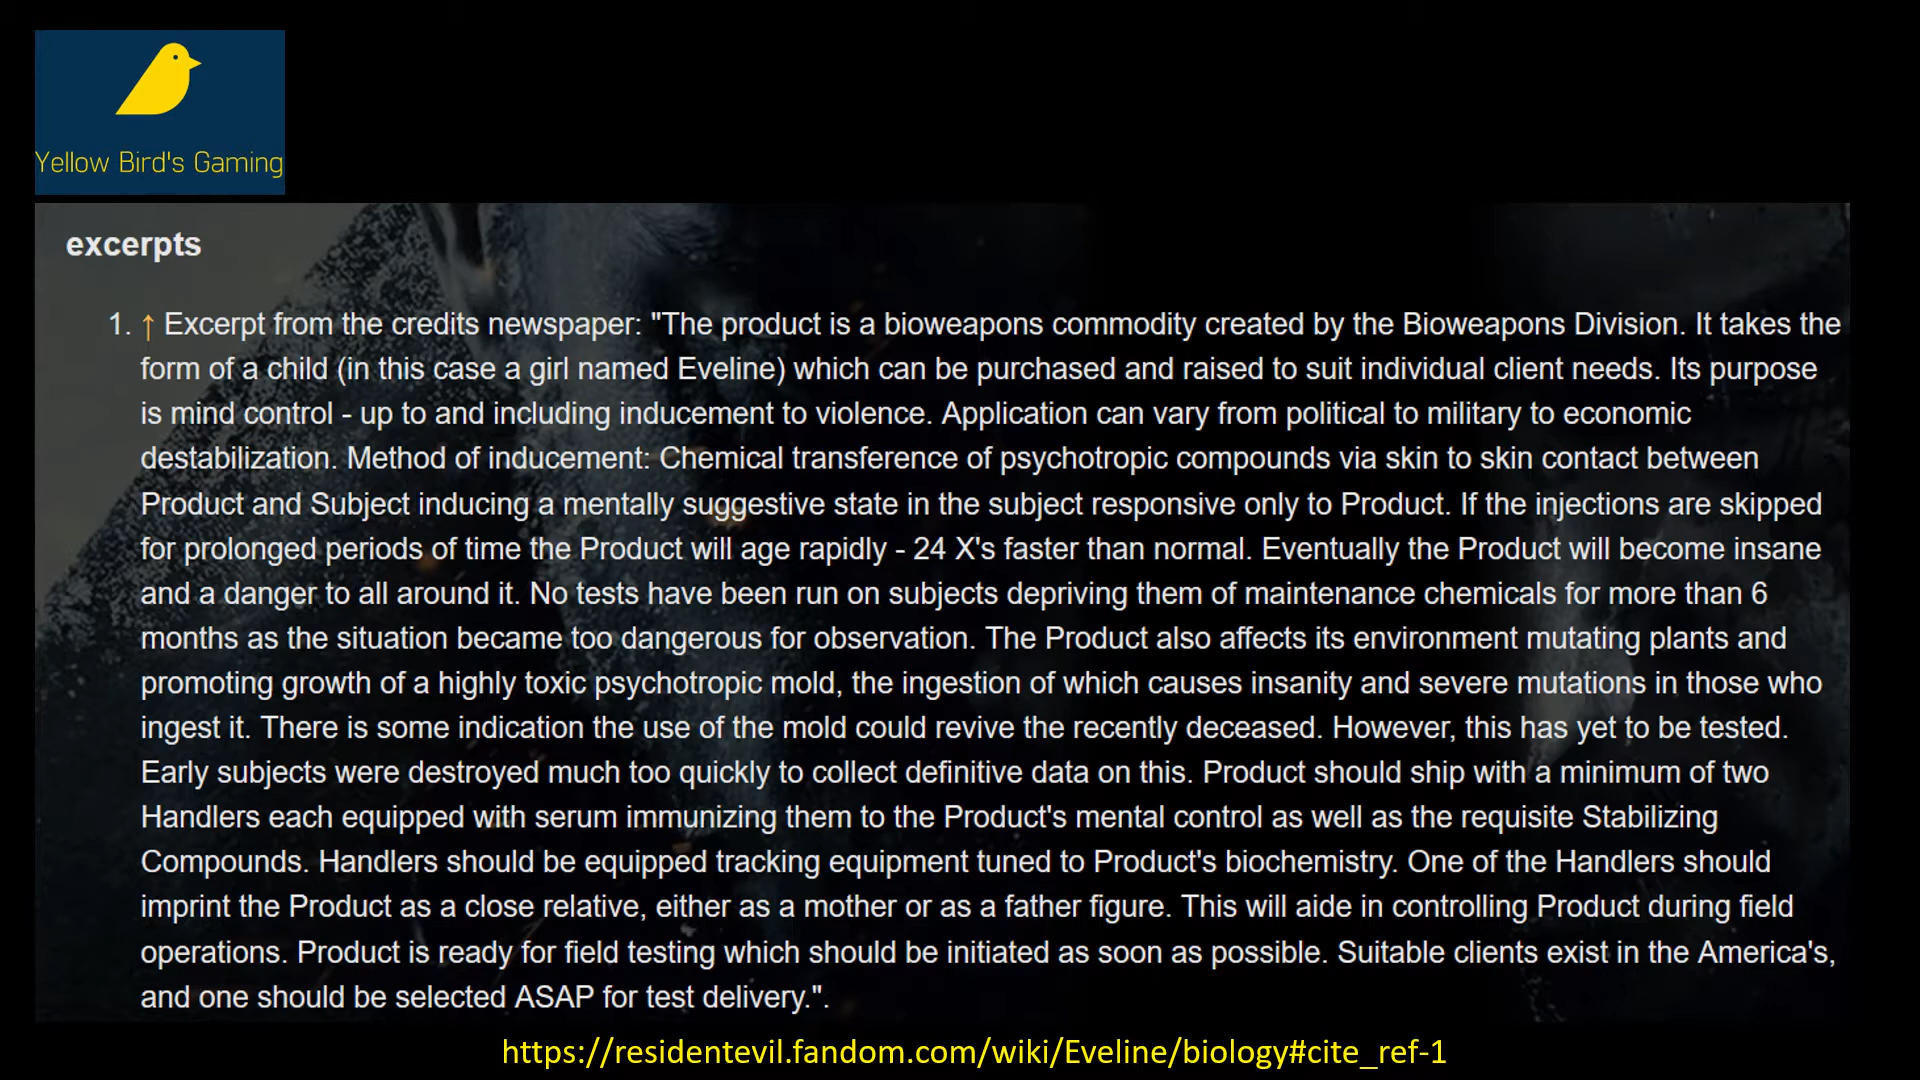 Yellow Bird's Gaming
excerpts
1. ↑ Excerpt from the credits newspaper: "The product is a bioweapons commodity created by the Bioweapons Division. It takes the
form of a child (in this case a girl named Eveline) which can be purchased and raised to suit individual client needs. Its purpose
is mind control - up to and including inducement to violence. Application can vary from political to military to economic
destabilization. Method of inducement: Chemical transference of psychotropic compounds via skin to skin contact between
Product and Subject inducing a mentally suggestive state in the subject responsive only to Product. If the injections are skipped
for prolonged periods of time the Product will age rapidly - 24 X's faster than normal. Eventually the Product will become insane
and a danger to all around it. No tests have been run on subjects depriving them of maintenance chemicals for more than 6
months as the situation became too dangerous for observation. The Product also affects its environment mutating plants and
promoting growth of a highly toxic psychotropic mold, the ingestion of which causes insanity and severe mutations in those who
ingest it. There is some indication the use of the mold could revive the recently deceased. However, this has yet to be tested.
Early subjects were destroyed much too quickly to collect definitive data on this. Product should ship with a minimum of two
Handlers each equipped with serum immunizing them to the Product's mental control as well as the requisite Stabilizing
Compounds. Handlers should be equipped tracking equipment tuned to Product's biochemistry. One of the Handlers should
imprint the Product as a close relative, either as a mother or as a father figure. This will aide in controlling Product during field
operations. Product is ready for field testing which should be initiated as soon as possible. Suitable clients exist in the America's,
and one should be selected ASAP for test delivery.".
https://residentevil.fandom.com/wiki/Eveline/biology#cite_ref-1